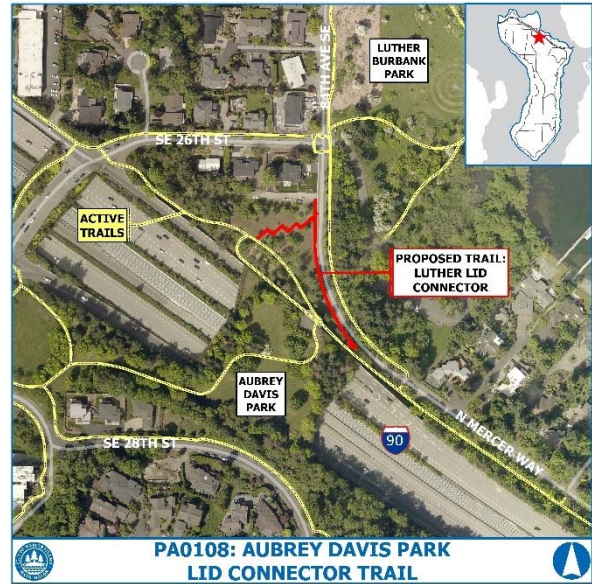 84TH AVE SE
LUTHER
BURBANK
PARK
SE 26TH ST
ACTIVE
TRAILS
PROPOSED TRAIL:
LUTHER LID
CONNECTOR
AUBREY
DAVIS
PARK
N MERCER WAY
90
SE 28TH ST
PA0108: AUBREY DAVIS PARK
LID CONNECTOR TRAIL